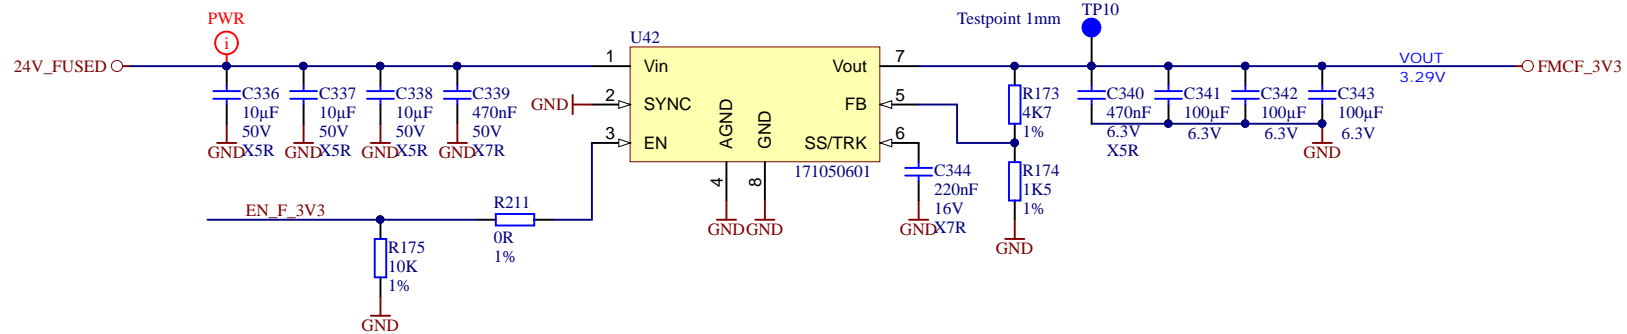 PWR
i
24V_FUSED
C336
10µF
50V
X5R
GND
C337
10µF
50V
X5R
GND
C338
10µF
50V
X5R
GND
C339
470nF
50V
X7R
GND
U42
1
Vin
GND
2
SYNC
3
EN
AGND
GND
Vout
7
FB
5
SS/TRK
6
171050601
4
8
GND
GND
C344
220nF
16V
X7R
GND
R173
4K7
1%
R174
1K5
1%
GND
Testpoint 1mm
TP10
C340
470nF
6.3V
X5R
C341
100µF
6.3V
C342
100µF
6.3V
C343
100µF
6.3V
GND
VOUT
3.29V
FMCF_3V3
EN_F_3V3
R211
0R
1%
R175
10K
1%
GND